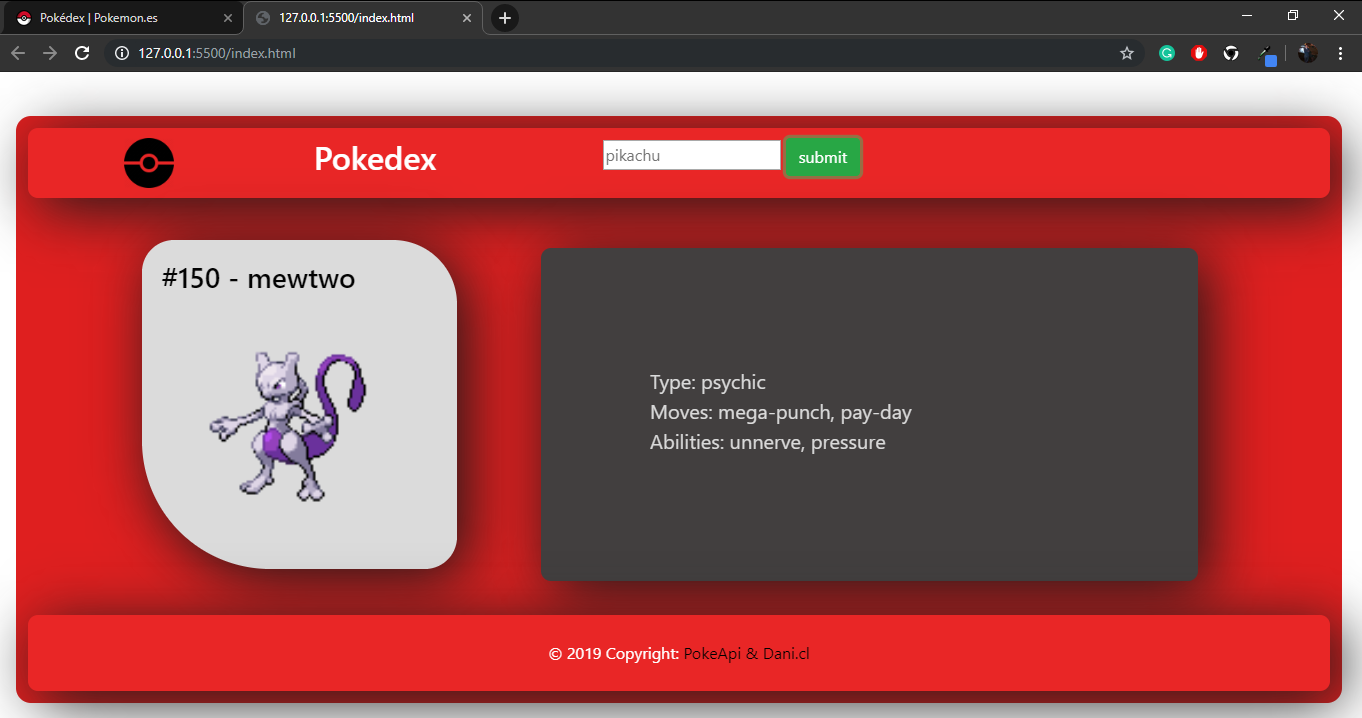 Pokédex | Pokemon.es
127.0.0.1:5500/index.html
127.0.0.1:5500/index.html
Pokedex
pikachu
submit
#150 - mewtwo
Type: psychic
Moves: mega-punch, pay-day
Abilities: unnerve, pressure
© 2019 Copyright: PokeApi & Dani.cl